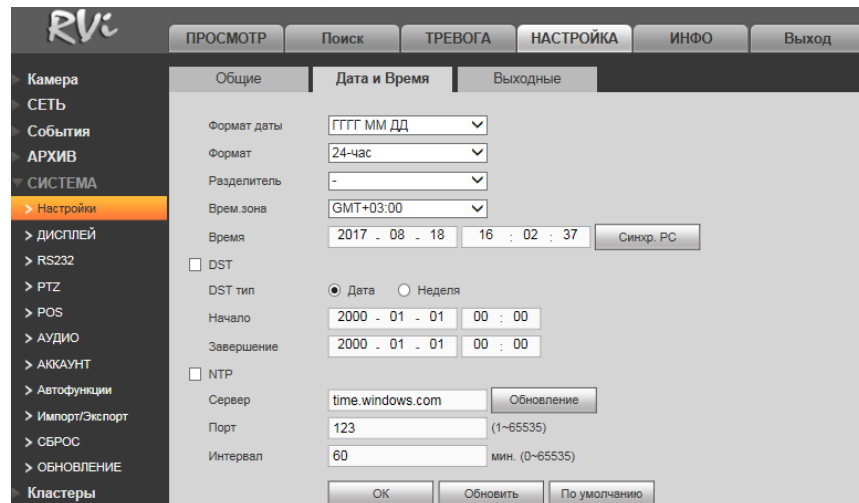 RVi
ПРОСМОТР Поиск ТРЕВОГА НАСТРОЙКА ИНФО Выход
Камера
СЕТЬ
События
АРХИВ
СИСТЕМА
> Настройки
> ДИСПЛЕЙ
> RS232
> PTZ
> POS
> АУДИО
> АККАУНТ
> Автофункции
> Импорт/Экспорт
> СБРОС
> ОБНОВЛЕНИЕ
Кластеры
Общие Дата и Время Выходные
Формат даты ГГГГ ММ ДД
Формат 24-час
Разделитель -
Врем.зона GMT+03:00
Время 2017 - 08 - 18 16 : 02 : 37 Синхр. PC
DST
DST тип Дата Неделя
Начало 2000 - 01 - 01 00 : 00
Завершение 2000 - 01 - 01 00 : 00
NTP
Сервер time.windows.com Обновление
Порт 123 (1~65535)
Интервал 60 мин. (0~65535)
OK Обновить По умолчанию